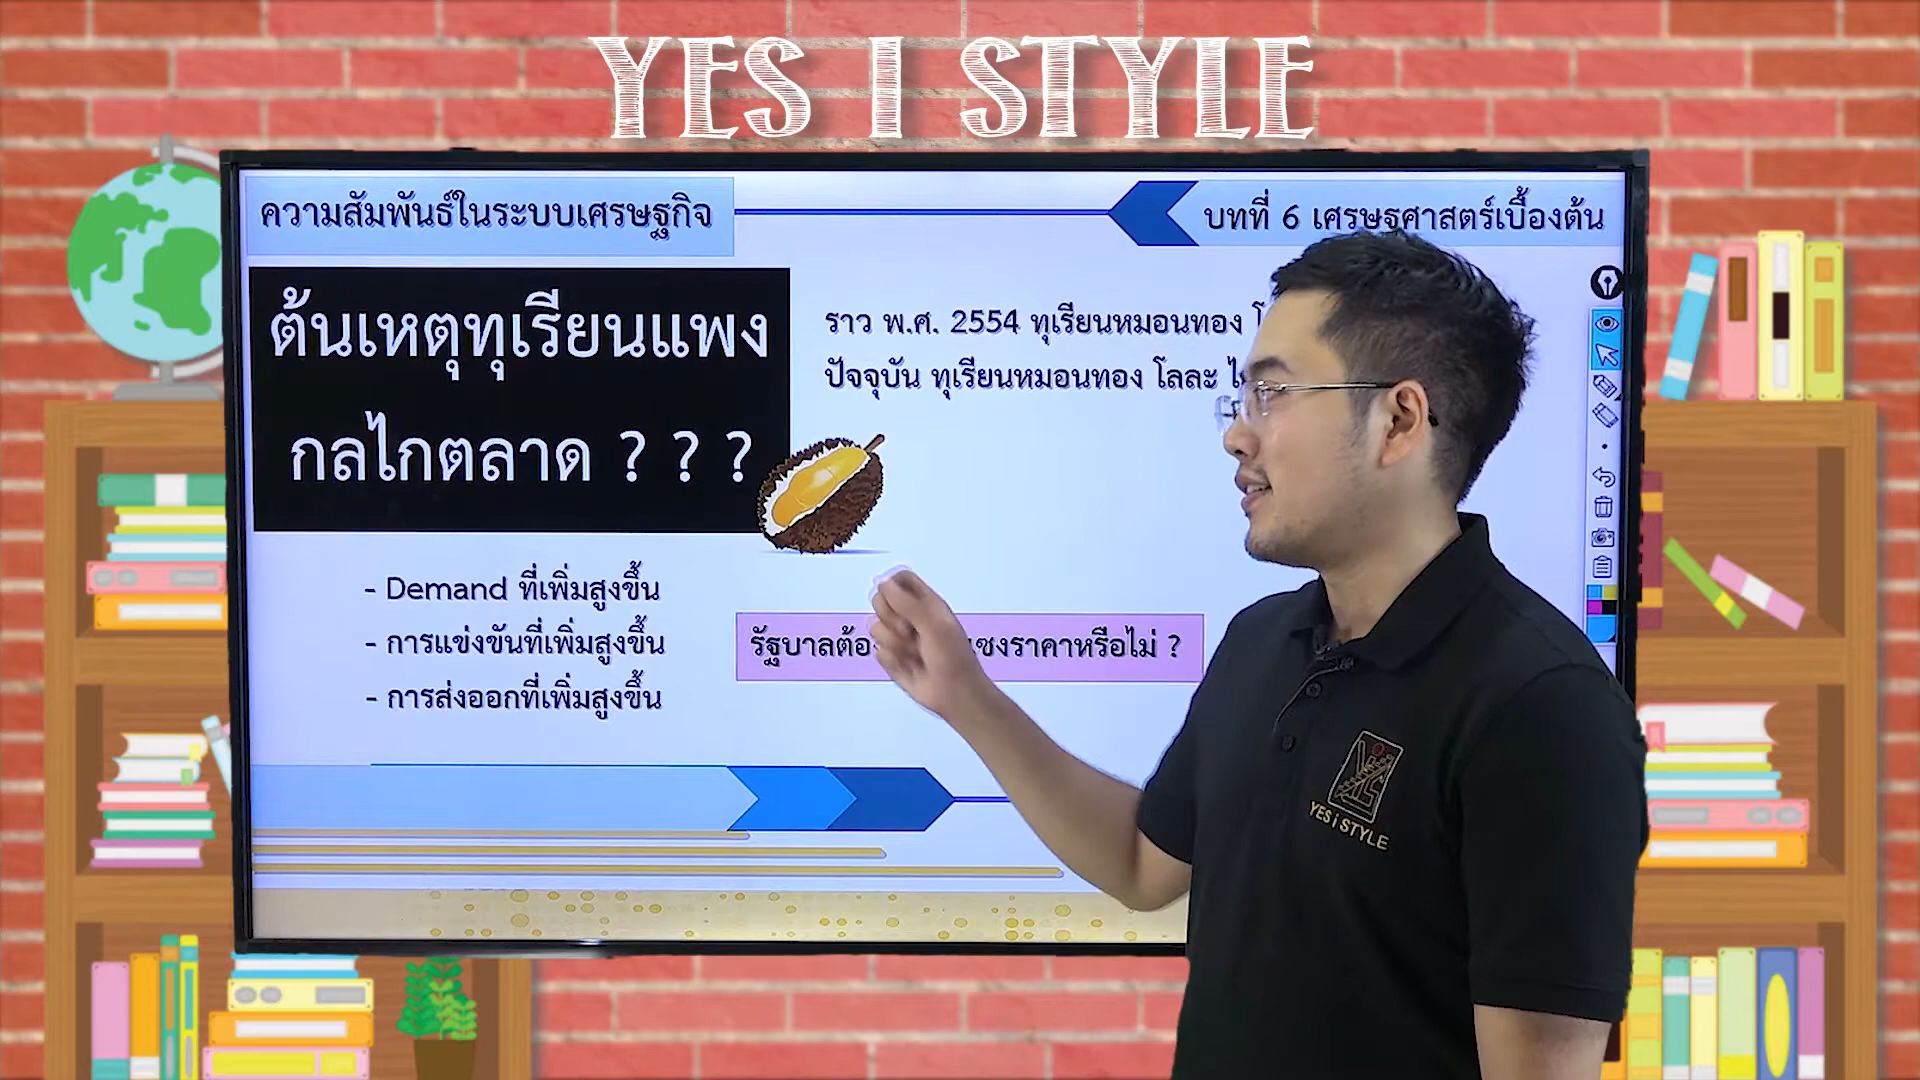 YES I STYLE
ความสัมพันธ์ในระบบเศรษฐกิจ
บทที่ 6 เศรษฐศาสตร์เบื้องต้น
ต้นเหตุทุเรียนแพง
กลไกตลาด ? ? ?
ราว พ.ศ. 2554 ทุเรียนหมอนทอง
ปัจจุบัน ทุเรียนหมอนทอง โลละ
- Demand ที่เพิ่มสูงขึ้น
- การแข่งขันที่เพิ่มสูงขึ้น
- การส่งออกที่เพิ่มสูงขึ้น
รัฐบาลต้อง แซงราคาหรือไม่ ?
YES i STYLE